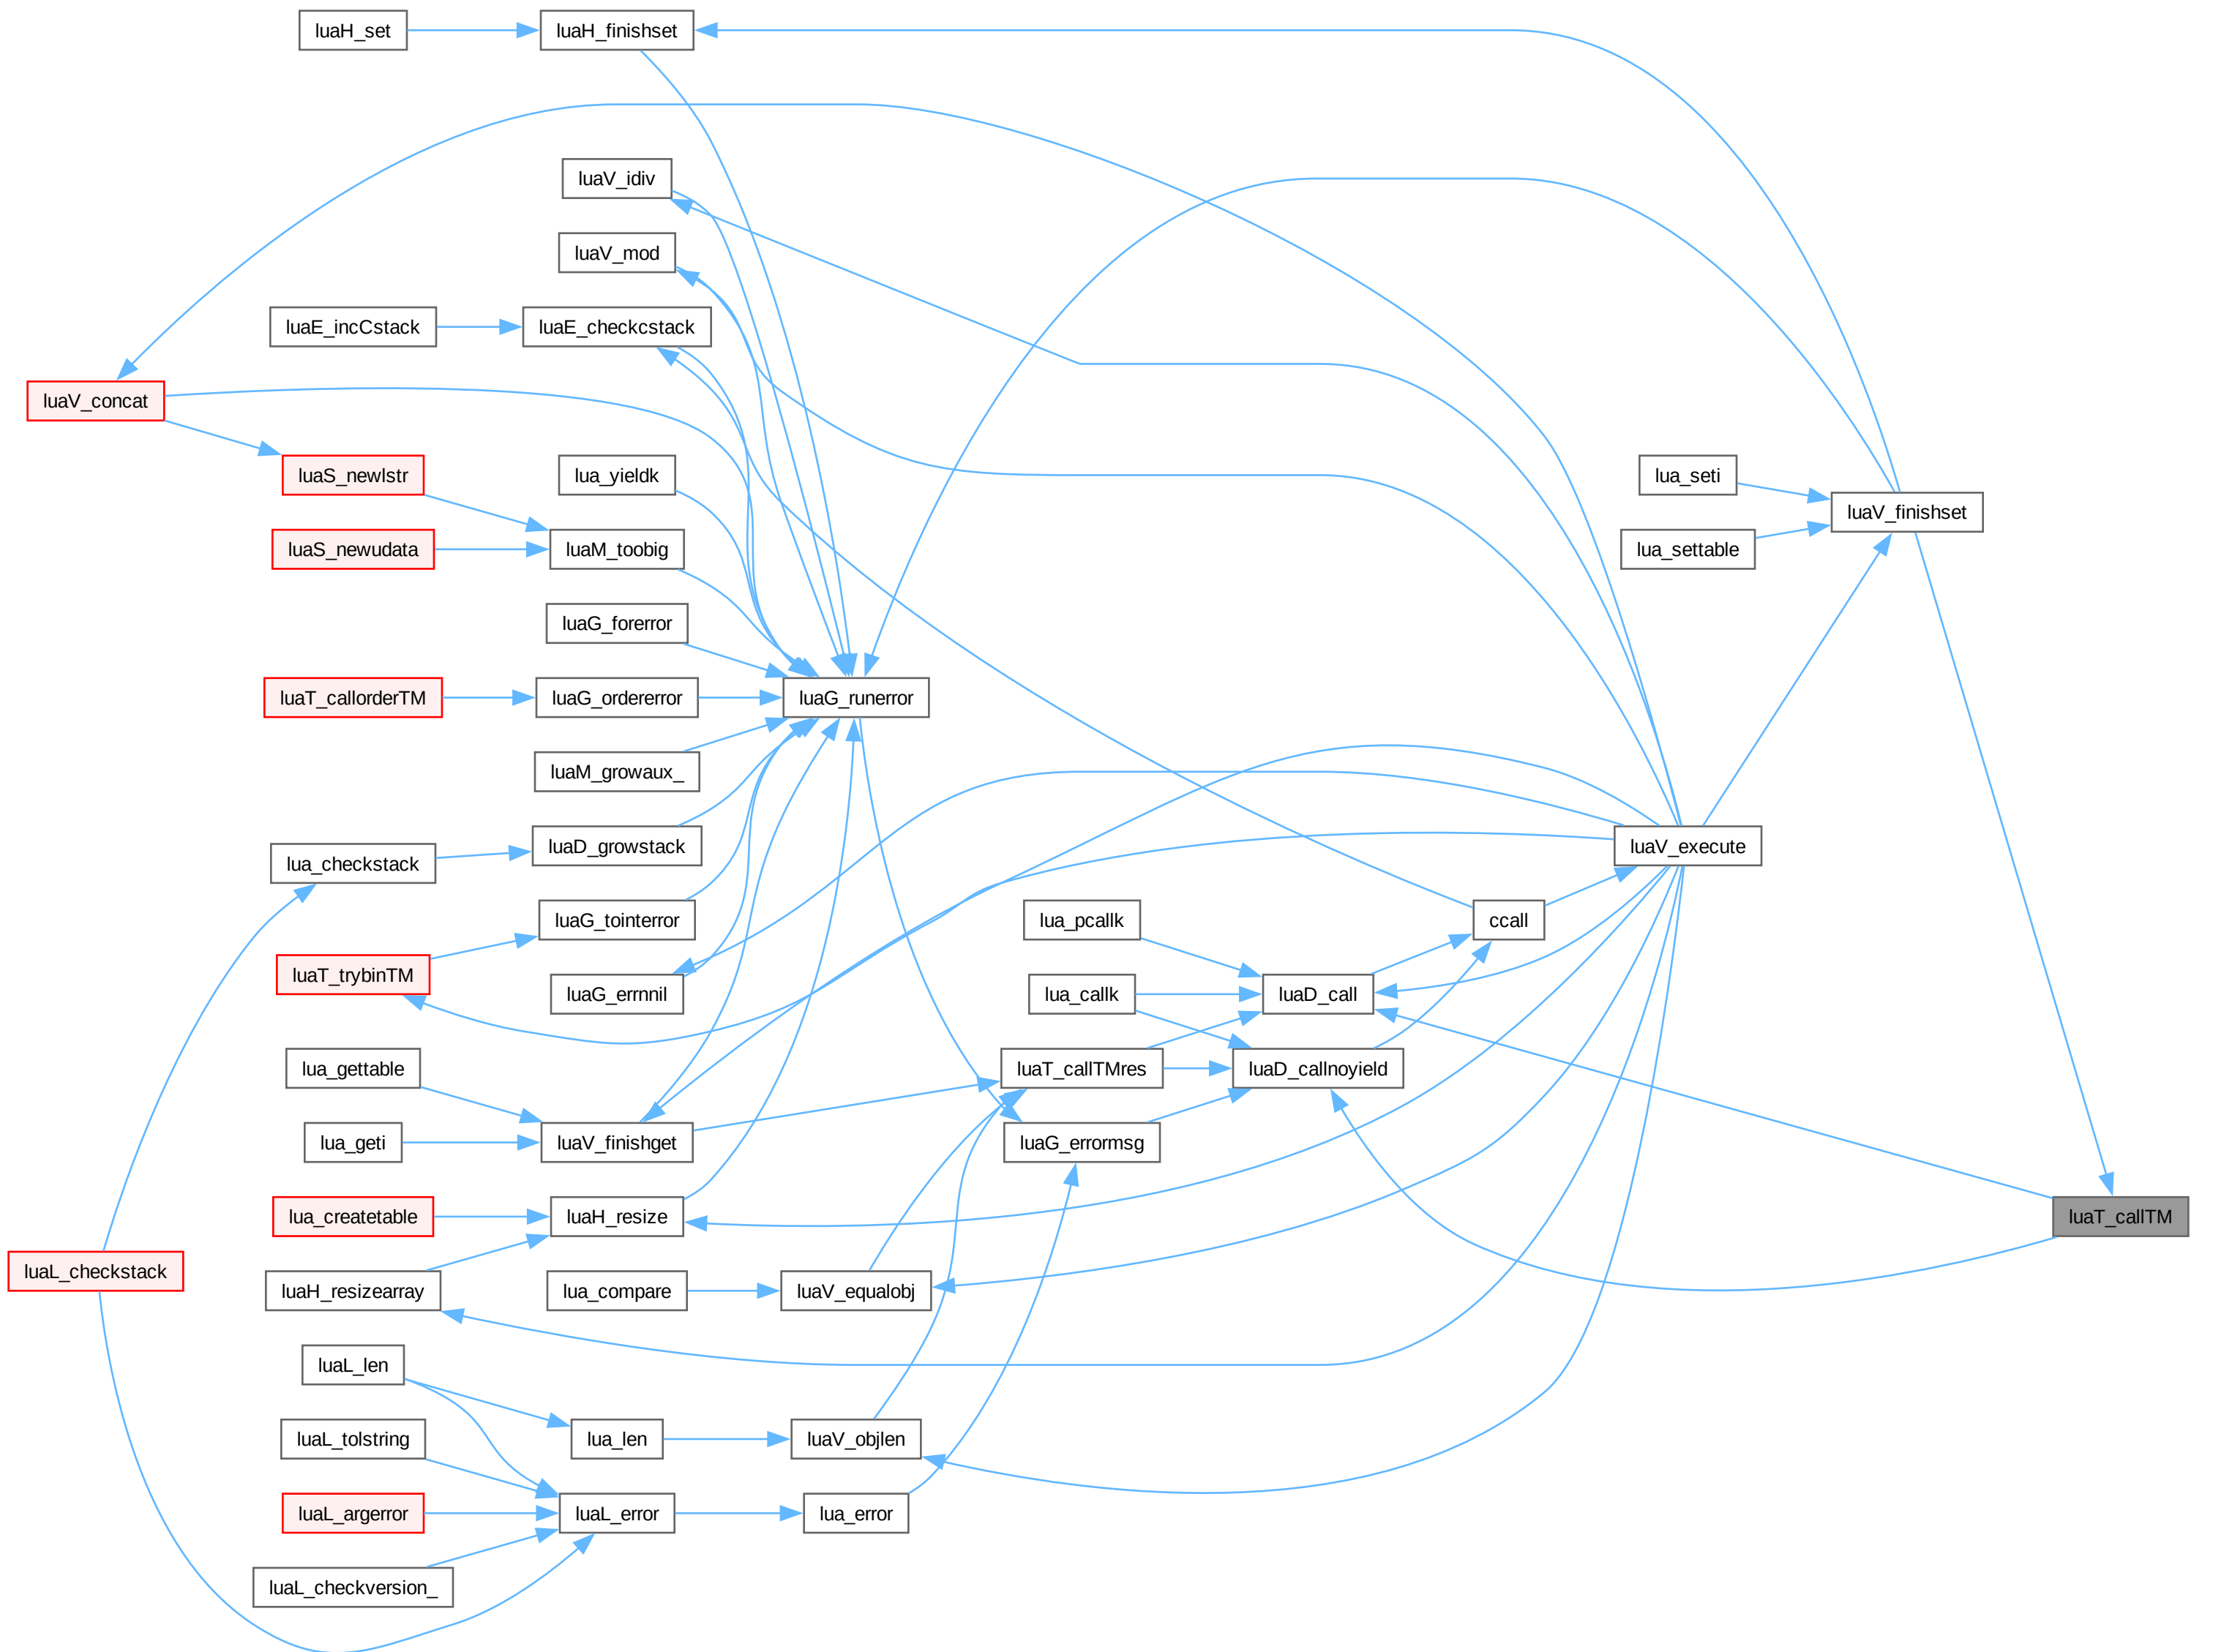 luaH_set
luaH_finishset
luaV_idiv
luaV_mod
luaE_incCstack
luaE_checkcstack
luaV_concat
luaS_newlstr
lua_yieldk
lua_seti
luaV_finishset
luaS_newudata
luaM_toobig
lua_settable
luaG_forerror
luaT_callorderTM
luaG_ordererror
luaG_runerror
luaM_growaux_
lua_checkstack
luaD_growstack
luaV_execute
luaT_trybinTM
luaG_tointerror
lua_pcallk
ccall
luaG_errnnil
lua_callk
luaD_call
lua_gettable
luaT_callTMres
luaD_callnoyield
lua_geti
luaV_finishget
luaG_errormsg
lua_createtable
luaH_resize
luaT_callTM
luaL_checkstack
luaH_resizearray
lua_compare
luaV_equalobj
luaL_len
luaL_tolstring
lua_len
luaV_objlen
luaL_argerror
luaL_error
lua_error
luaL_checkversion_